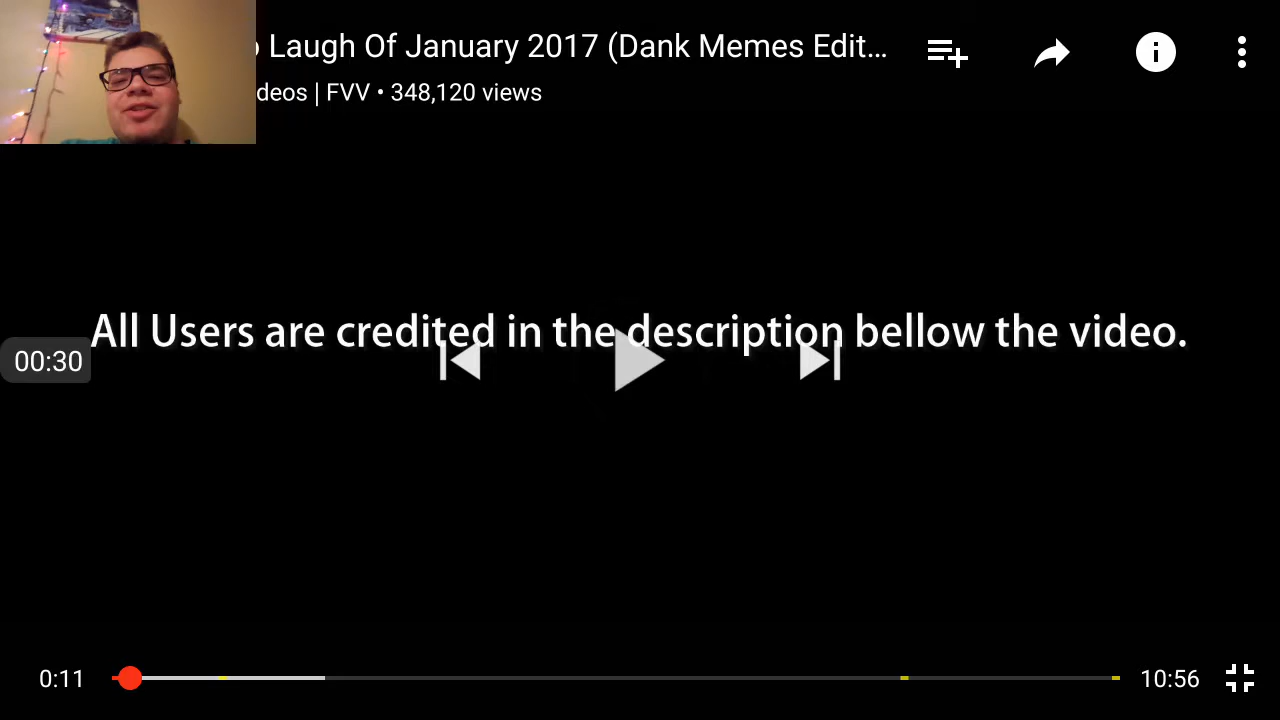 Laugh Of January 2017 (Dank Memes Edit...
deos | FVV • 348,120 views
All Users are credited in the description bellow the video.
00:30
0:11
10:56